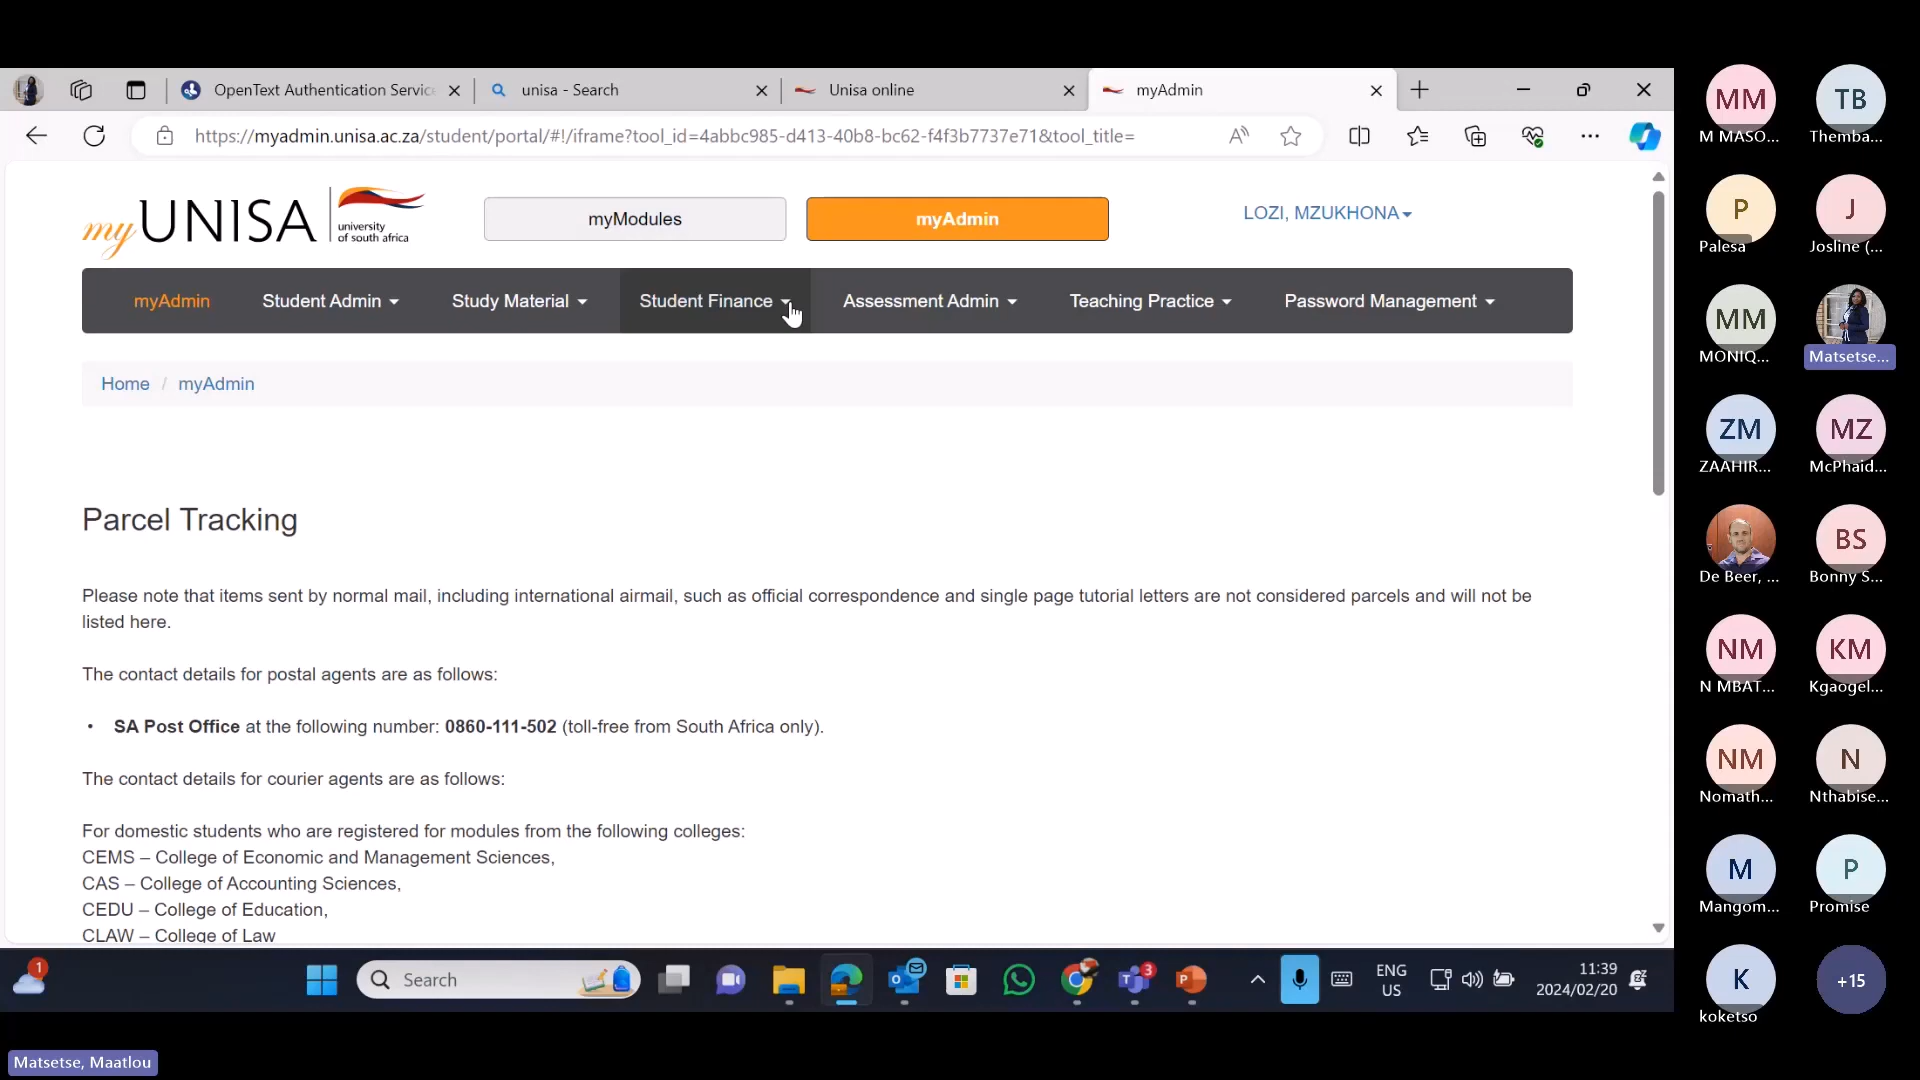 OpenText Authentication Servic
unisa - Search
Unisa online
myAdmin
https://myadmin.unisa.ac.za/student/portal/#!/iframe?tool_id=4abbc985-d413-40b8-bc62-f4f3b7737e71&tool_title=
myUNISA university of south africa
myModules
myAdmin
LOZI, MZUKHONA
myAdmin
Student Admin
Study Material
Student Finance
Assessment Admin
Teaching Practice
Password Management
Home / myAdmin
Parcel Tracking
Please note that items sent by normal mail, including international airmail, such as official correspondence and single page tutorial letters are not considered parcels and will not be
listed here.
The contact details for postal agents are as follows:
• SA Post Office at the following number: 0860-111-502 (toll-free from South Africa only).
The contact details for courier agents are as follows:
For domestic students who are registered for modules from the following colleges:
CEMS – College of Economic and Management Sciences,
CAS – College of Accounting Sciences,
CEDU – College of Education,
CLAW – College of Law
1
Search
3
ENG
US
11:39
2024/02/20
Matsetse, Maatlou
MM
M MASO...
TB
Themba...
P
Palesa
J
Josline (...
MM
MONIQ...
Matsetse...
ZM
ZAAHIR...
MZ
McPhaid...
De Beer, ...
BS
Bonny S...
NM
N MBAT...
KM
Kgaogel...
NM
Nomath...
N
Nthabise...
M
Mangom...
P
Promise
K
koketso
+15